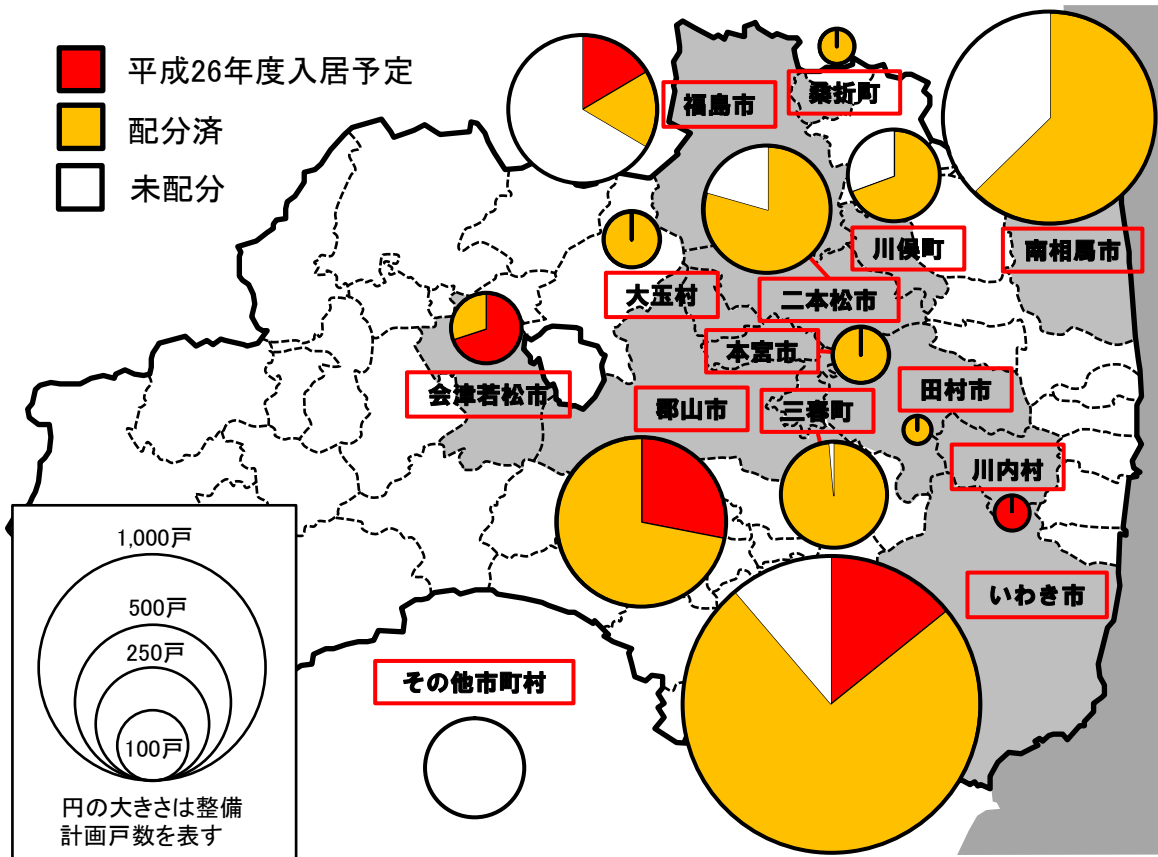 平成26年度入居予定
配分済
未配分
福島市
桑折町
川俣町
南相馬市
大玉村
二本松市
本宮市
会津若松市
郡山市
三春町
田村市
川内村
いわき市
その他市町村
1,000戸
500戸
250戸
100戸
円の大きさは整備
計画戸数を表す